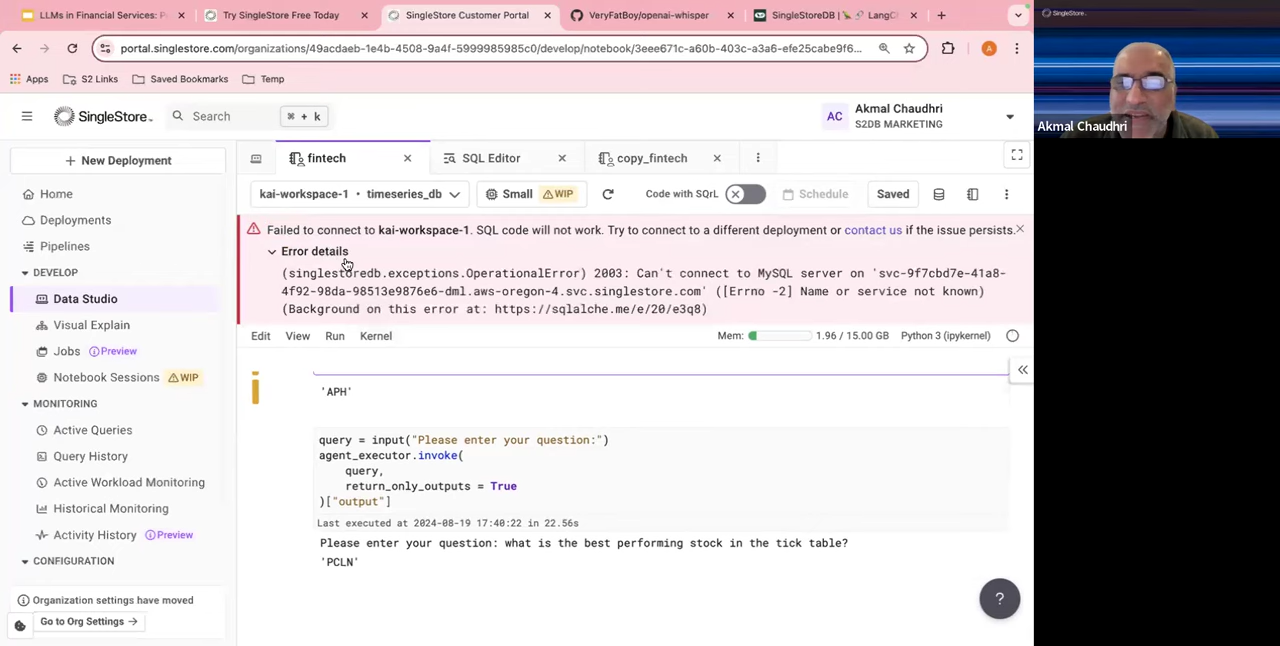 LLMs in Financial Services: P
Try SingleStore Free Today
SingleStore Customer Portal
VeryFatBoy/openai-whisper
SingleStoreDB | 🦜️🔗 LangC
portal.singlestore.com/organizations/49acdaeb-1e4b-4508-9a4f-5999985985c0/develop/notebook/3eee671c-a60b-403c-a3a6-efe25cabe9f6...
A
Apps
S2 Links
Saved Bookmarks
Temp
SingleStore
Search
⌘ + k
AC
Akmal Chaudhri
S2DB MARKETING
+ New Deployment
Home
Deployments
Pipelines
DEVELOP
Data Studio
Visual Explain
Jobs Preview
Notebook Sessions WIP
MONITORING
Active Queries
Query History
Active Workload Monitoring
Historical Monitoring
Activity History Preview
CONFIGURATION
Organization settings have moved
Go to Org Settings →
fintech
SQL Editor
copy_fintech
kai-workspace-1 • timeseries_db
Small WIP
Code with SQrL
Schedule
Saved
Failed to connect to kai-workspace-1. SQL code will not work. Try to connect to a different deployment or contact us if the issue persists.
Error details
(singlestoredb.exceptions.OperationalError) 2003: Can't connect to MySQL server on 'svc-9f7cbd7e-41a8-
4f92-98da-98513e9876e6-dml.aws-oregon-4.svc.singlestore.com' ([Errno -2] Name or service not known)
(Background on this error at: https://sqlalche.me/e/20/e3q8)
Edit View Run Kernel
Mem: 1.96 / 15.00 GB
Python 3 (ipykernel)
'APH'
query = input("Please enter your question:")
agent_executor.invoke(
query,
return_only_outputs = True
)["output"]
Last executed at 2024-08-19 17:40:22 in 22.56s
Please enter your question: what is the best performing stock in the tick table?
'PCLN'
?
SingleStore
Akmal Chaudhri